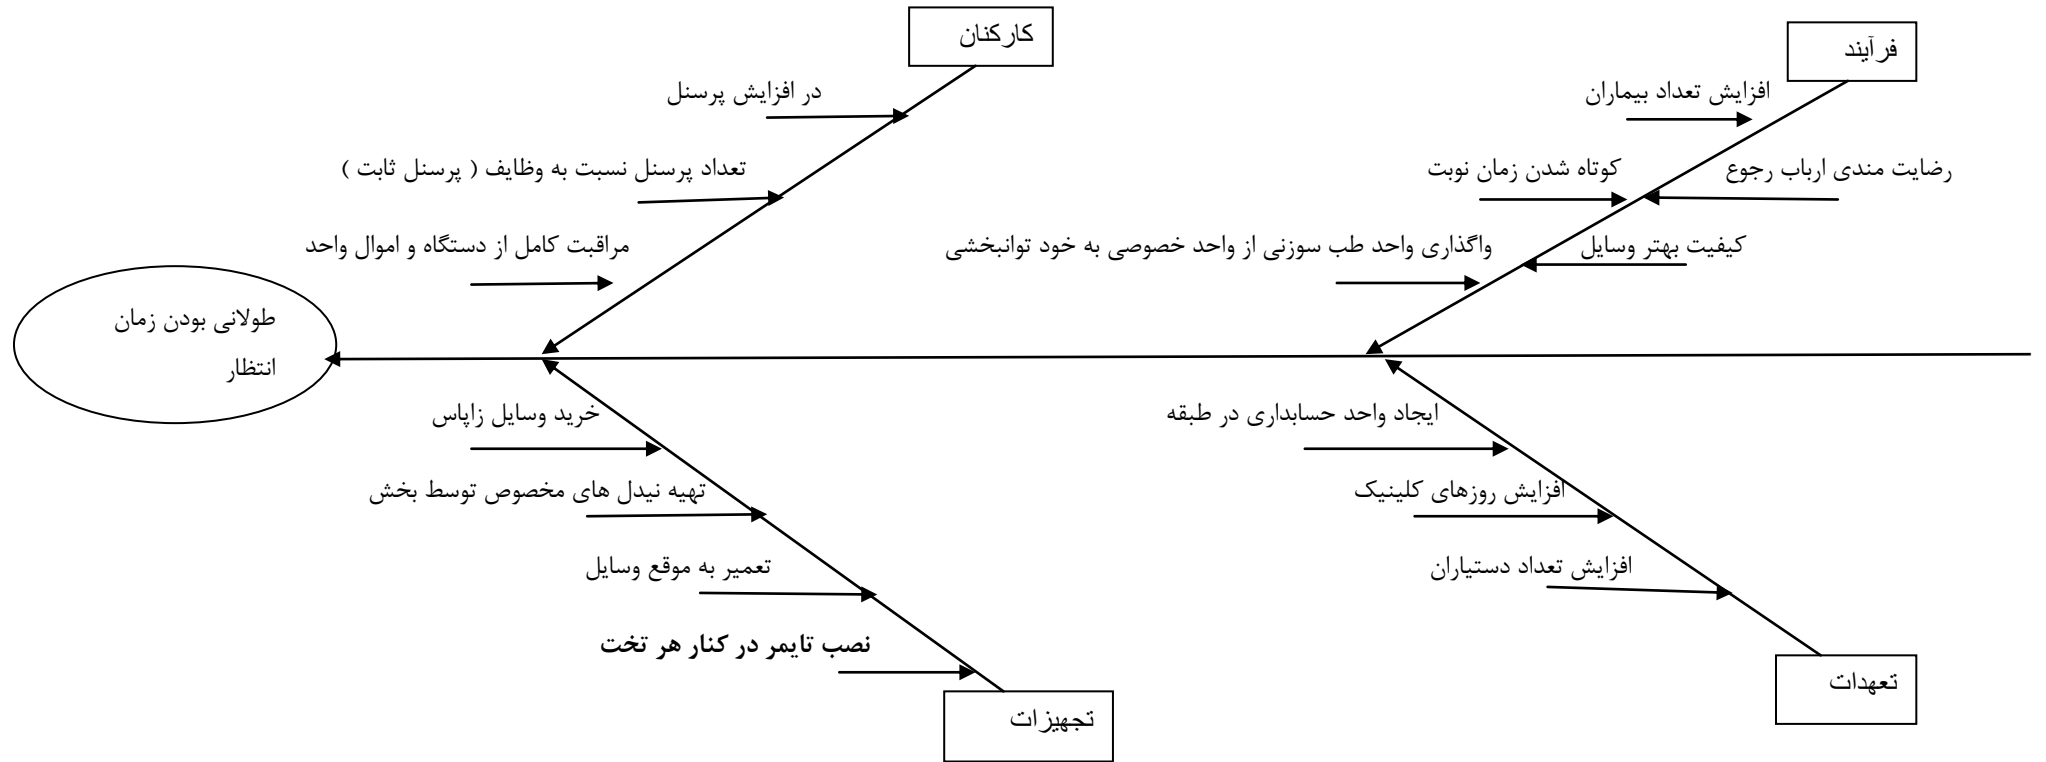 فرآیند
کارکنان
افزایش تعداد بیماران
در افزایش پرسنل
رضایت مندی ارباب رجوع
کوتاه شدن زمان نوبت
تعداد پرسنل نسبت به وظایف ( پرسنل ثابت )
کیفیت بهتر وسایل
واگذاری واحد طب سوزنی از واحد خصوصی به خود توانبخشی
مراقبت کامل از دستگاه و اموال واحد
طولانی بودن زمان
انتظار
ایجاد واحد حسابداری در طبقه
خرید وسایل زاپاس
افزایش روزهای کلینیک
تهیه نیدل های مخصوص توسط بخش
افزایش تعداد دستیاران
تعمیر به موقع وسایل
نصب تایمر در کنار هر تخت
تعهدات
تجهیزات